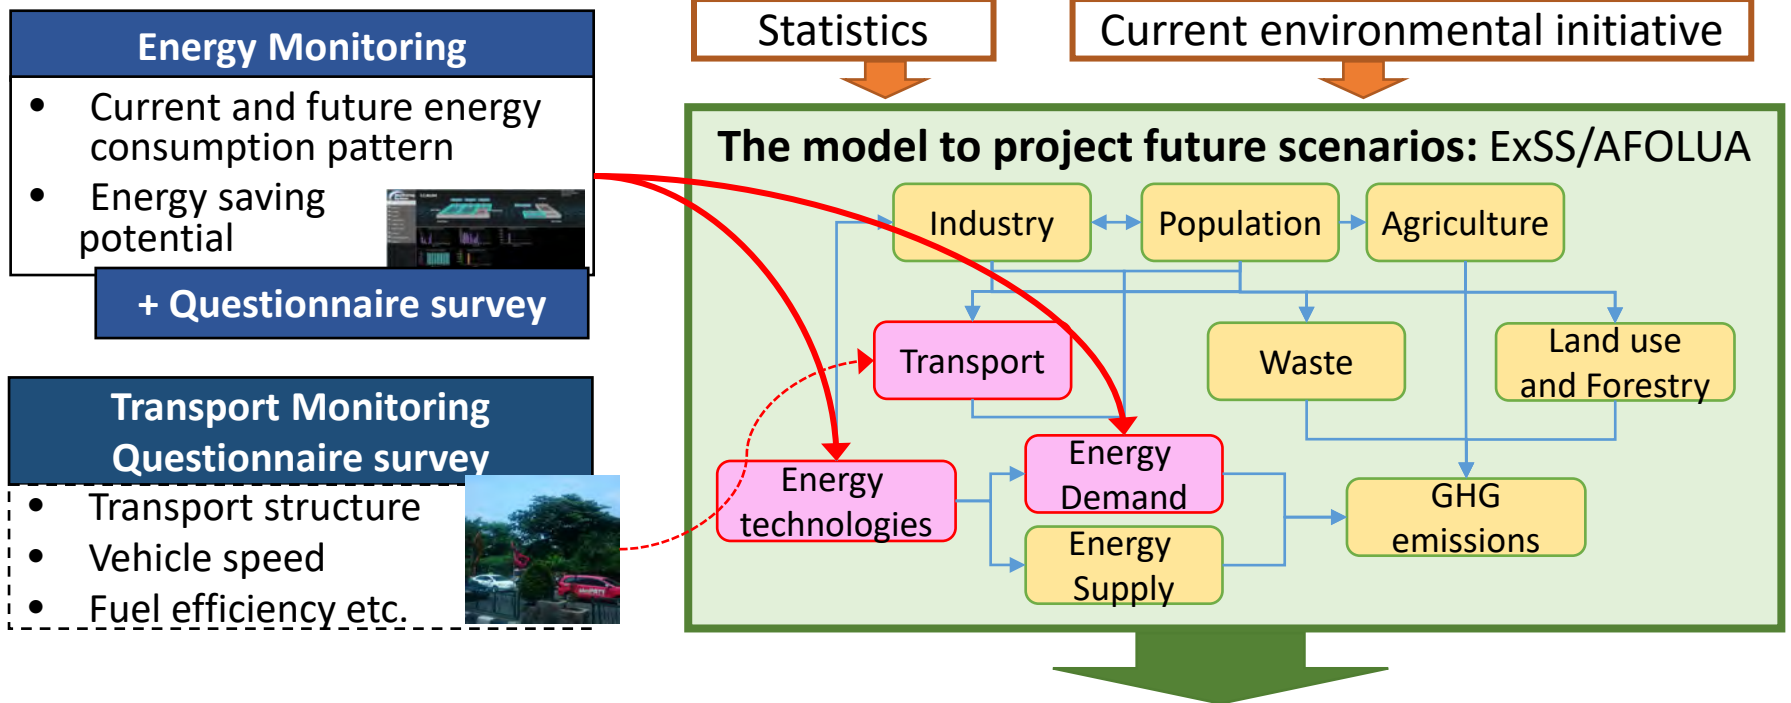 Energy Monitoring
• Current and future energy
consumption pattern
• Energy saving
potential
+ Questionnaire survey
Transport Monitoring
Questionnaire survey
• Transport structure
• Vehicle speed
• Fuel efficiency etc.
Statistics
Current environmental initiative
The model to project future scenarios: ExSS/AFOLUA
Industry
Population
Agriculture
Transport
Waste
Land use
and Forestry
Energy
technologies
Energy
Demand
Energy
Supply
GHG
emissions